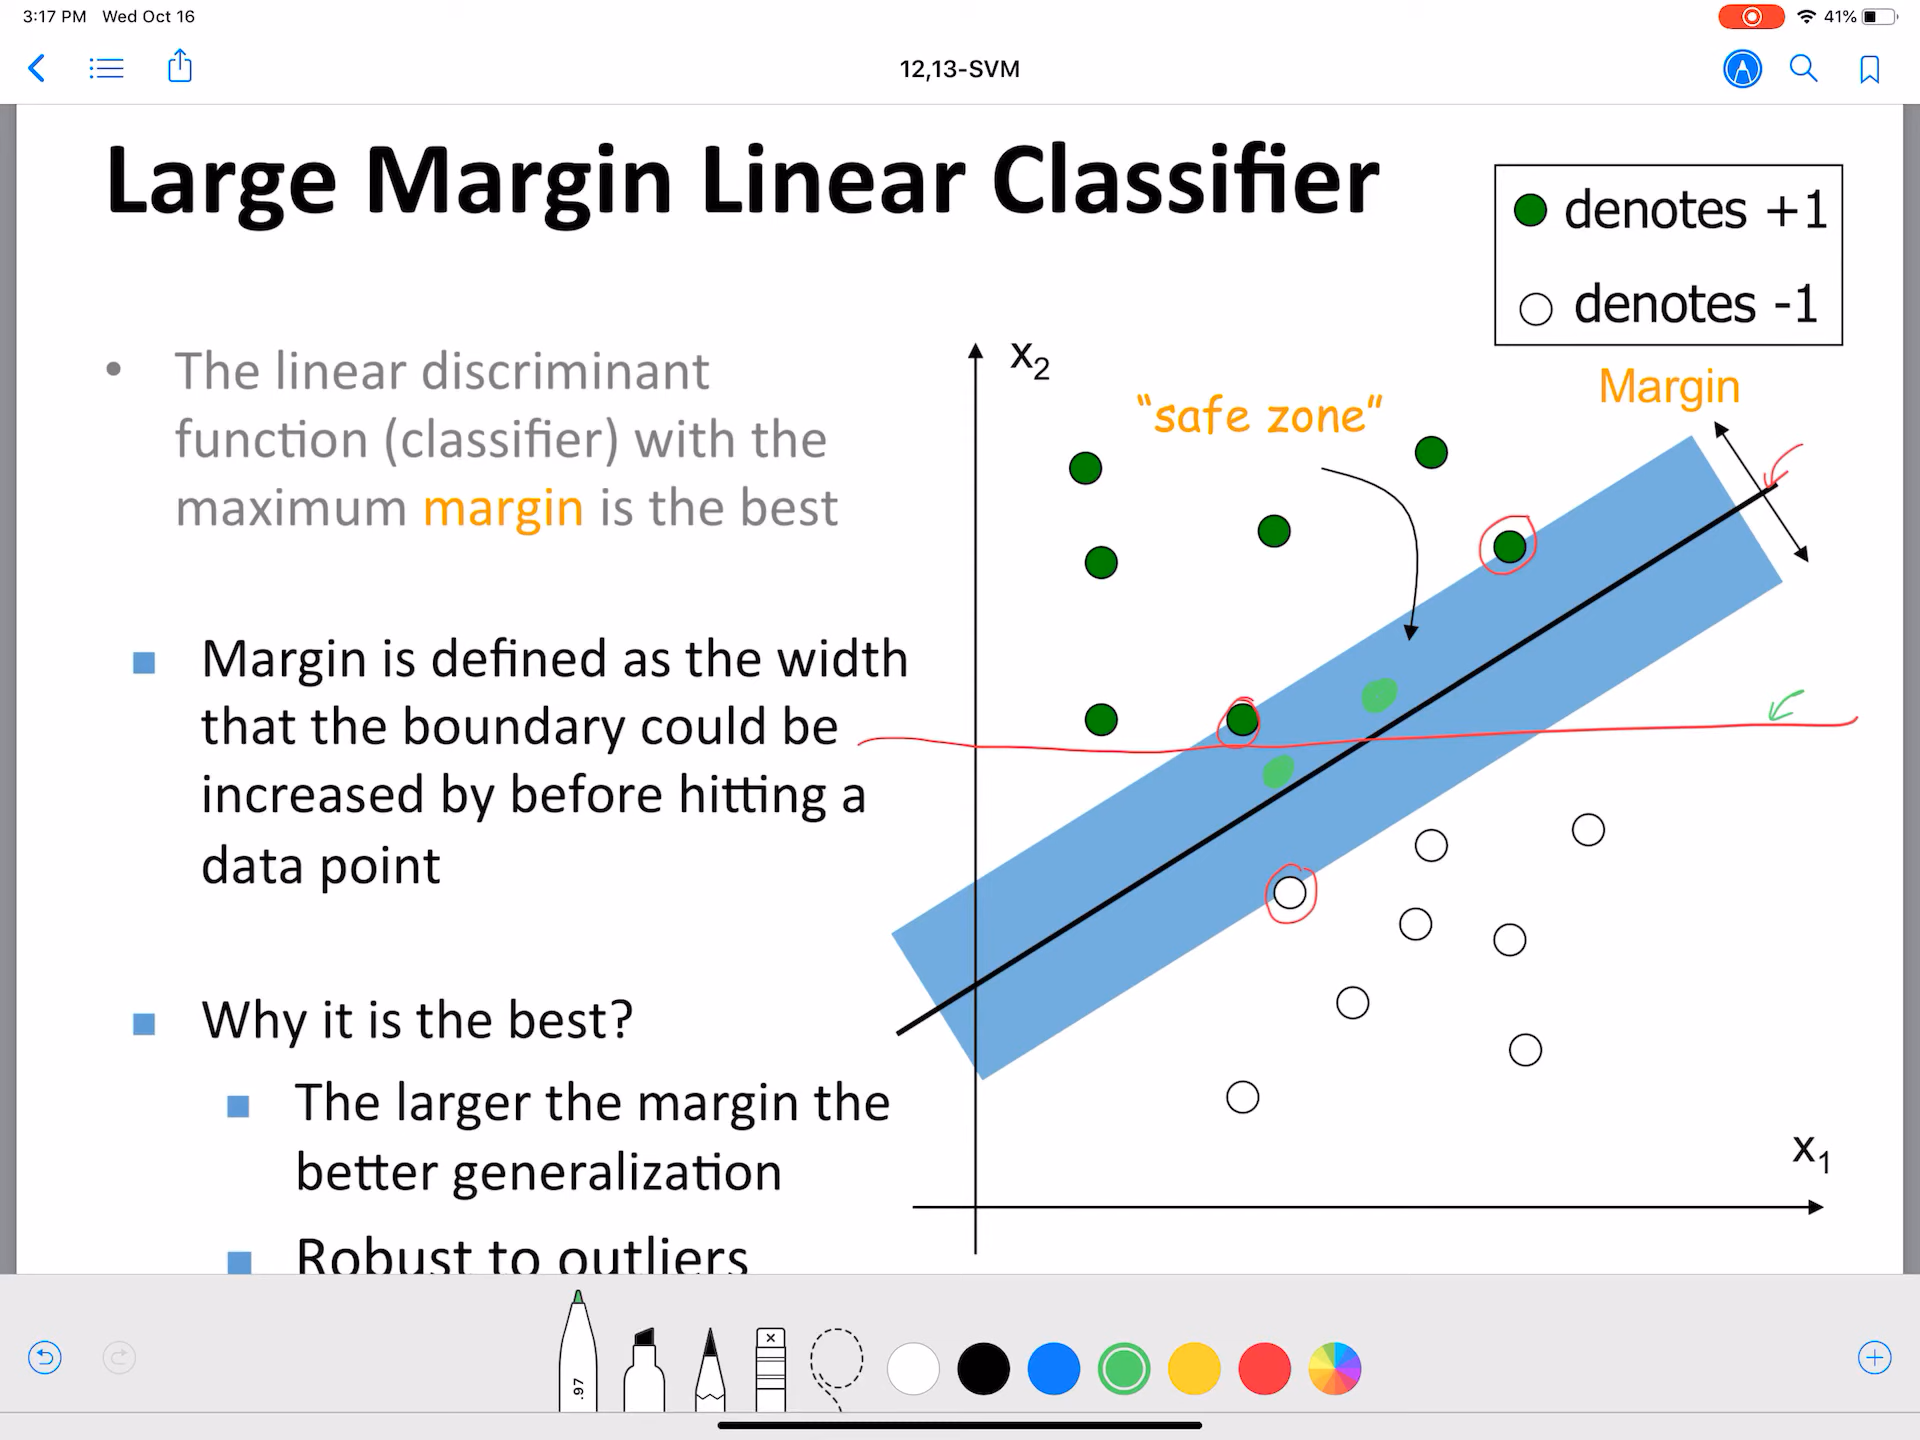 3:17 PM Wed Oct 16
41%
12,13-SVM
Large Margin Linear Classifier
denotes +1
denotes -1
• The linear discriminant
function (classifier) with the
maximum margin is the best
■ Margin is defined as the width
that the boundary could be
increased by before hitting a
data point
■ Why it is the best?
■ The larger the margin the
better generalization
■ Robust to outliers
x₂
"safe zone"
Margin
x₁
.97